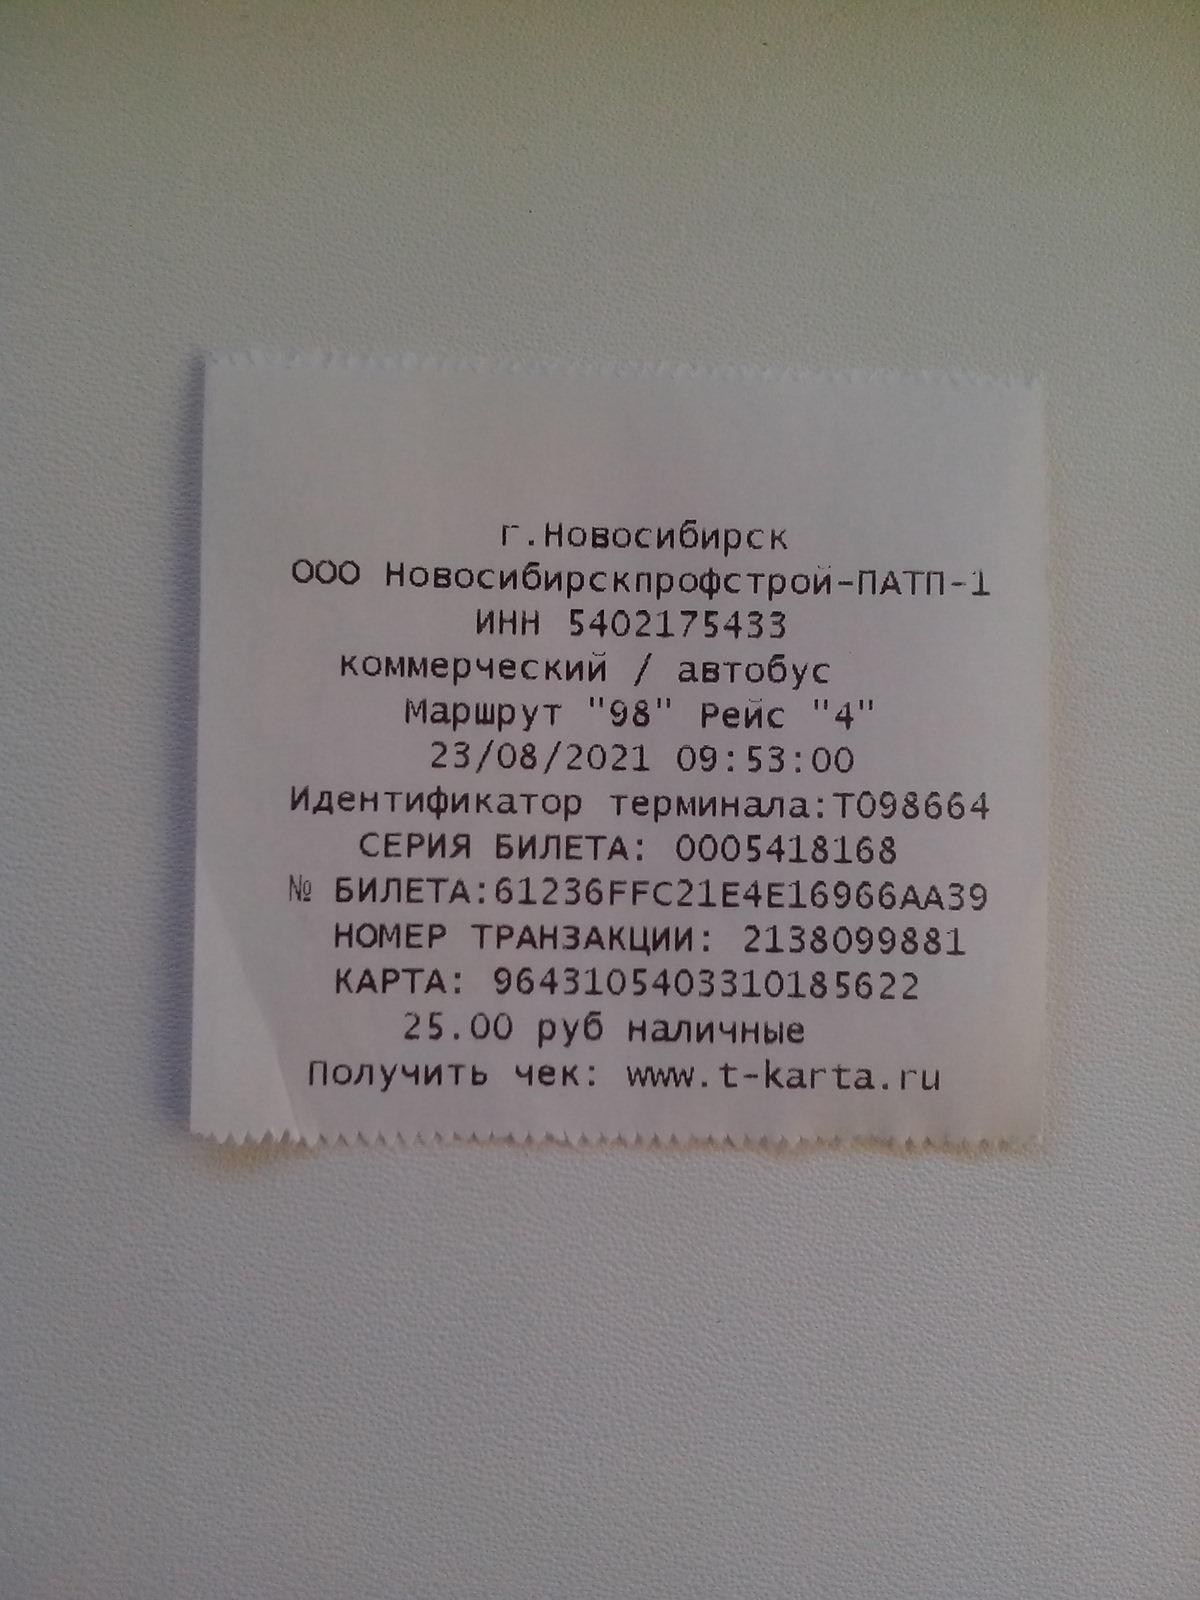 г.Новосибирск
ООО Новосибирскпрофстрой-ПАТП-1
ИНН 5402175433
коммерческий / автобус
Маршрут "98" Рейс "4"
23/08/2021 09:53:00
Идентификатор терминала:T098664
СЕРИЯ БИЛЕТА: 0005418168
№ БИЛЕТА:61236FFC21E4E16966AA39
НОМЕР ТРАНЗАКЦИИ: 2138099881
КАРТА: 9643105403310185622
25.00 руб наличные
Получить чек: www.t-karta.ru